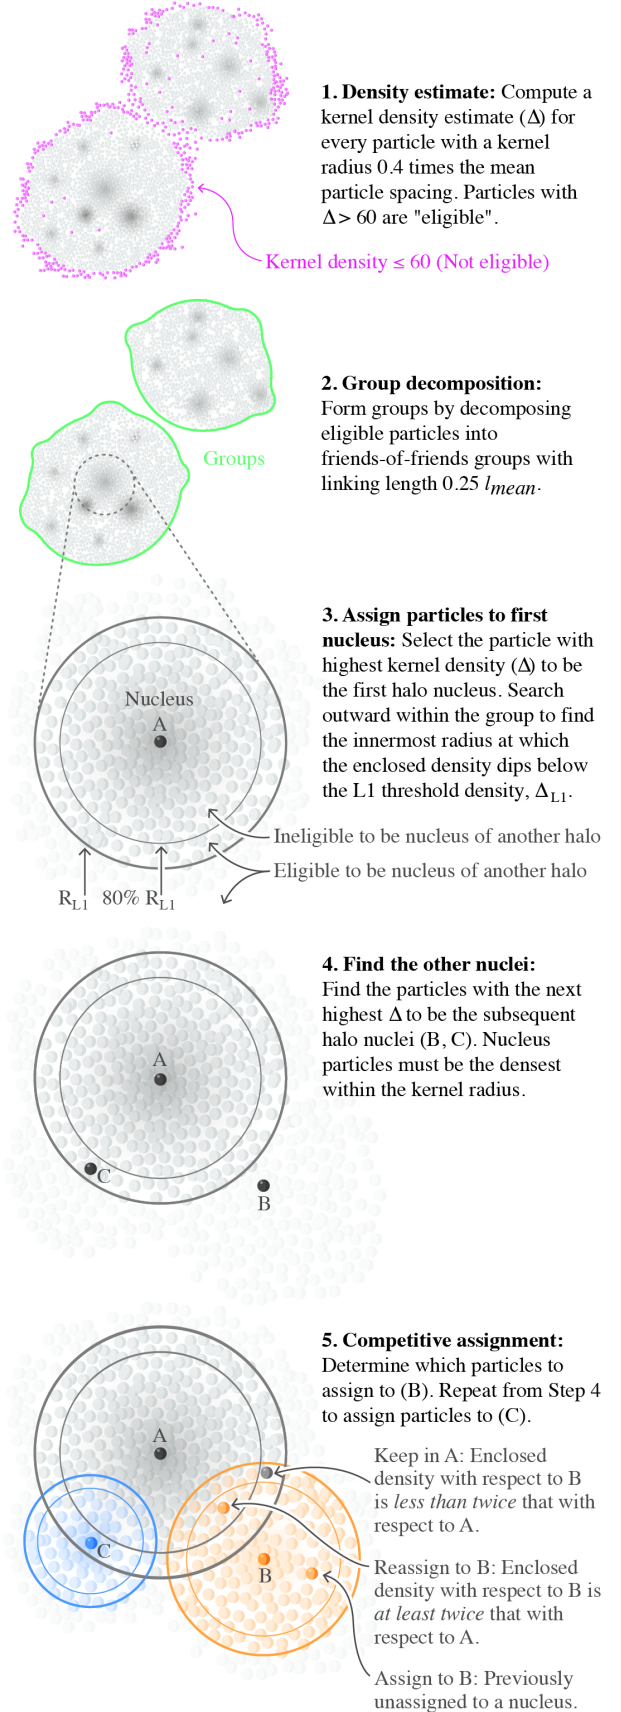 1. Density estimate: Compute a
kernel density estimate (Δ) for
every particle with a kernel
radius 0.4 times the mean
particle spacing. Particles with
Δ > 60 are "eligible".
Kernel density ≤ 60 (Not eligible)
2. Group decomposition:
Form groups by decomposing
eligible particles into
friends-of-friends groups with
linking length 0.25 lmean.
Groups
3. Assign particles to first
nucleus: Select the particle with
highest kernel density (Δ) to be
the first halo nucleus. Search
outward within the group to find
the innermost radius at which
the enclosed density dips below
the L1 threshold density, ΔL1.
Nucleus
A
Ineligible to be nucleus of another halo
Eligible to be nucleus of another halo
RL1 80% RL1
4. Find the other nuclei:
Find the particles with the next
highest Δ to be the subsequent
halo nuclei (B, C). Nucleus
particles must be the densest
within the kernel radius.
A
C
B
5. Competitive assignment:
Determine which particles to
assign to (B). Repeat from Step 4
to assign particles to (C).
A
C
B
Keep in A: Enclosed
density with respect to B
is less than twice that with
respect to A.
Reassign to B: Enclosed
density with respect to B is
at least twice that with
respect to A.
Assign to B: Previously
unassigned to a nucleus.